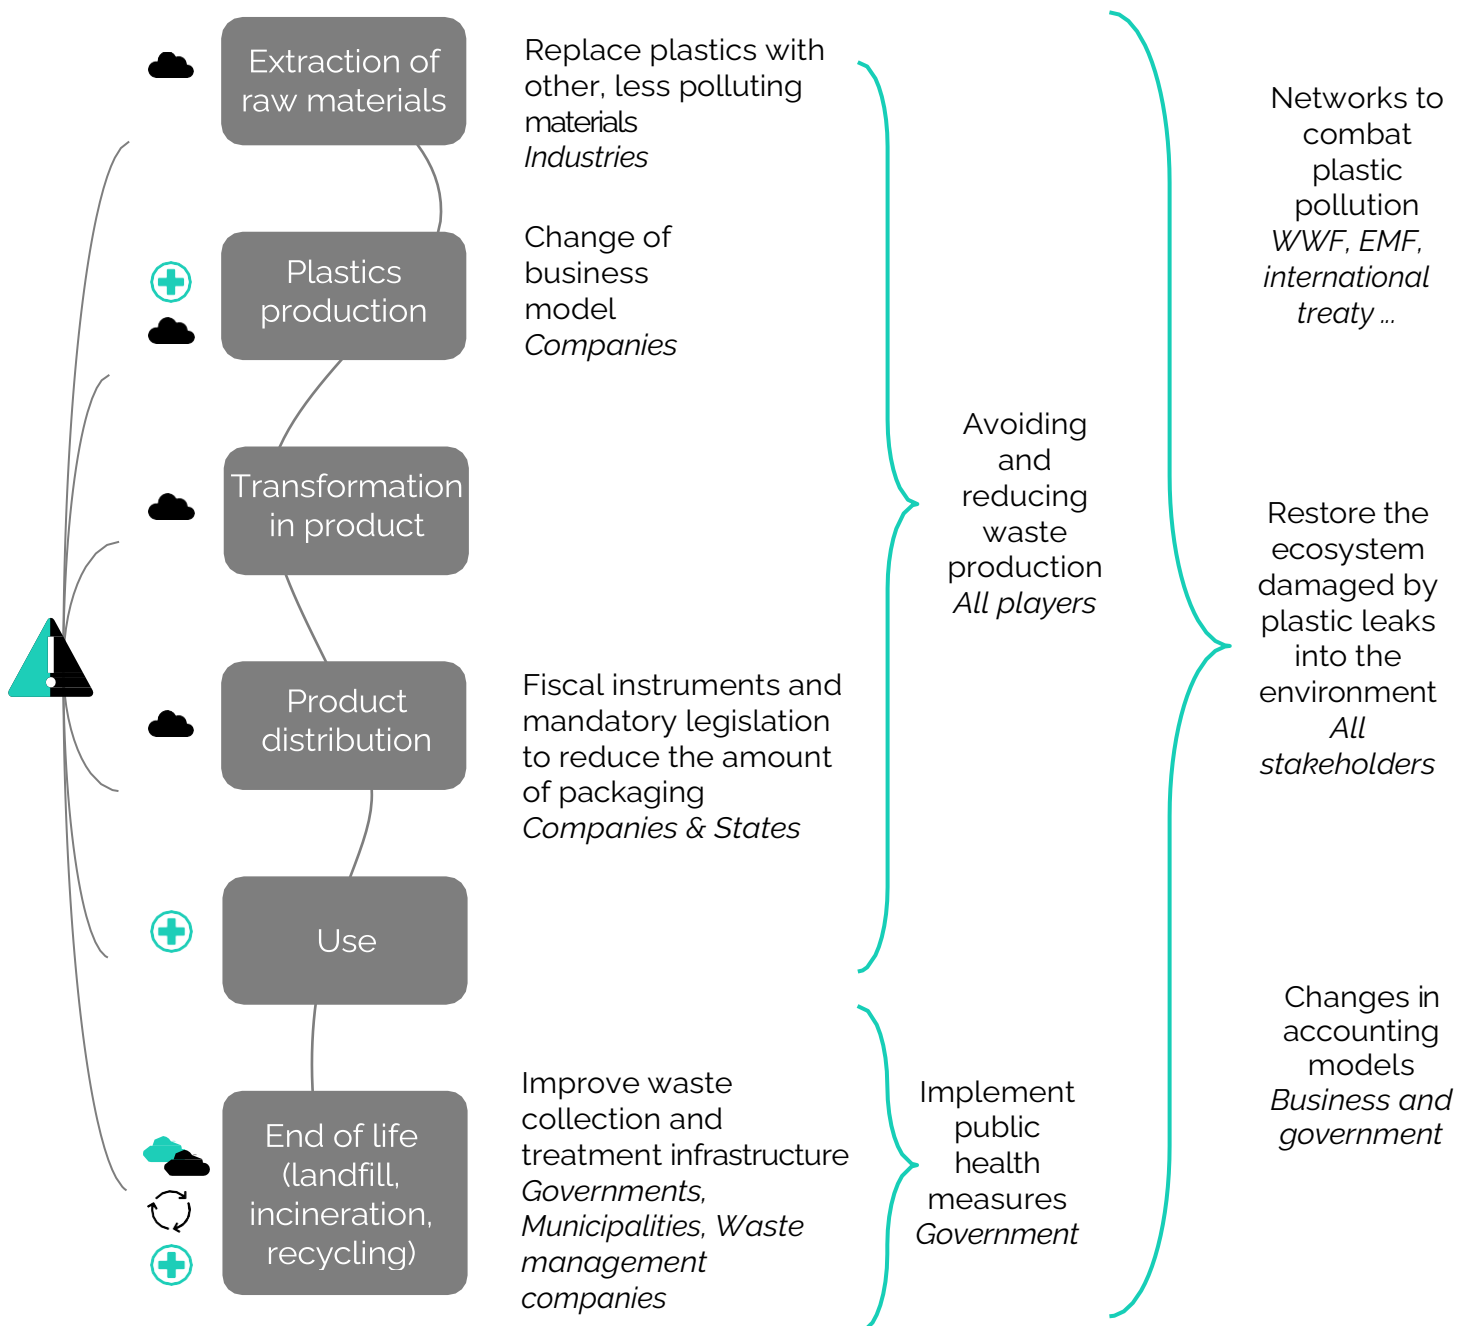 Extraction of
raw materials
Replace plastics with
other, less polluting
materials
Industries
Plastics
production
Change of
business
model
Companies
Transformation
in product
Product
distribution
Fiscal instruments and
mandatory legislation
to reduce the amount
of packaging
Companies & States
Use
End of life
(landfill,
incineration,
recycling)
Improve waste
collection and
treatment infrastructure
Governments,
Municipalities, Waste
management
companies
Avoiding
and
reducing
waste
production
All players
Implement
public
health
measures
Government
Networks to
combat
plastic
pollution
WWF, EMF,
international
treaty ...
Restore the
ecosystem
damaged by
plastic leaks
into the
environment
All
stakeholders
Changes in
accounting
models
Business and
government